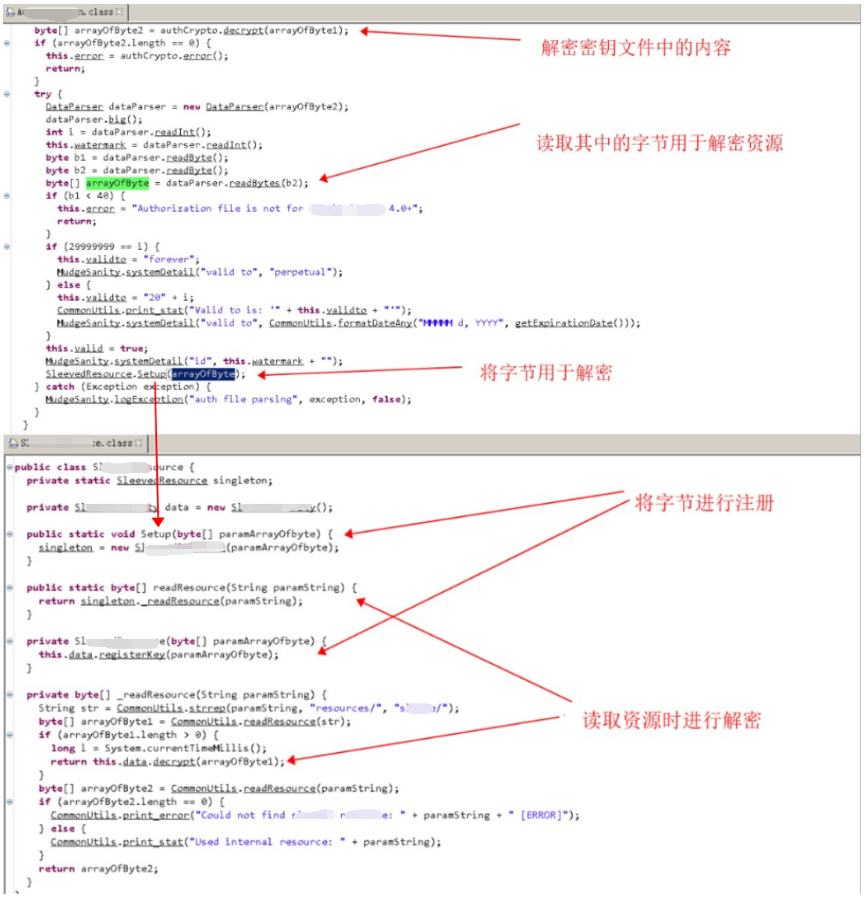 A n.class
byte[] arrayOfByte2 = authCrypto.decrypt(arrayOfByte1);
if (arrayOfByte2.length == 0) {
this.error = authCrypto.error();
return;
}
try {
DataParser dataParser = new DataParser(arrayOfByte2);
dataParser.big();
int i = dataParser.readInt();
this.watermark = dataParser.readInt();
byte b1 = dataParser.readByte();
byte b2 = dataParser.readByte();
byte[] arrayOfByte = dataParser.readBytes(b2);
if (b1 < 40) {
this.error = "Authorization file is not for 4.0+";
return;
}
if (29999999 == i) {
this.validto = "forever";
MudgeSanity.systemDetail("valid to", "perpetual");
} else {
this.validto = "20" + i;
CommonUtils.print_stat("Valid to is: '" + this.validto + "'");
MudgeSanity.systemDetail("valid to", CommonUtils.formatDateAny("MMMMM d, YYYY", getExpirationDate()));
}
this.valid = true;
MudgeSanity.systemDetail("id", this.watermark + "");
SleevedResource.Setup(arrayOfByte);
} catch (Exception exception) {
MudgeSanity.logException("auth file parsing", exception, false);
}
}
解密密钥文件中的内容
读取其中的字节用于解密资源
将字节用于解密
Sl e.class
public class Sl source {
private static SleevedResource singleton;
private Sl y data = new Sl y();
public static void Setup(byte[] paramArrayOfbyte) {
singleton = new Sl (paramArrayOfbyte);
}
public static byte[] readResource(String paramString) {
return singleton._readResource(paramString);
}
private Sl e(byte[] paramArrayOfbyte) {
this.data.registerKey(paramArrayOfbyte);
}
private byte[] _readResource(String paramString) {
String str = CommonUtils.strrep(paramString, "resources/", "s e/");
byte[] arrayOfByte1 = CommonUtils.readResource(str);
if (arrayOfByte1.length > 0) {
long l = System.currentTimeMillis();
return this.data.decrypt(arrayOfByte1);
}
byte[] arrayOfByte2 = CommonUtils.readResource(paramString);
if (arrayOfByte2.length == 0) {
CommonUtils.print_error("Could not find r e: " + paramString + " [ERROR]");
} else {
CommonUtils.print_stat("Used internal resource: " + paramString);
}
return arrayOfByte2;
}
将字节进行注册
读取资源时进行解密